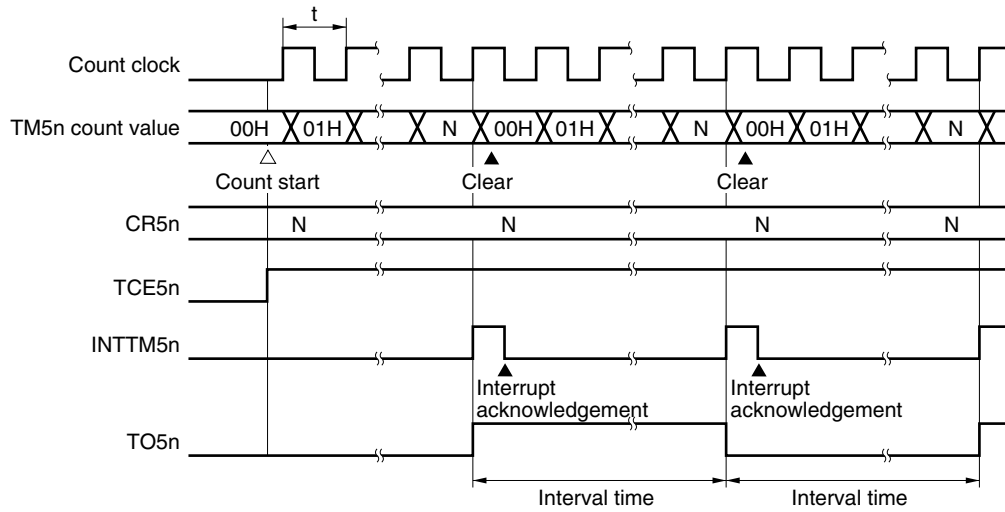 t
Count clock
TM5n count value 00H 01H N 00H 01H N 00H 01H N
Count start Clear Clear
CR5n N N N N
TCE5n
INTTM5n
Interrupt acknowledgement Interrupt acknowledgement
TO5n
Interval time Interval time